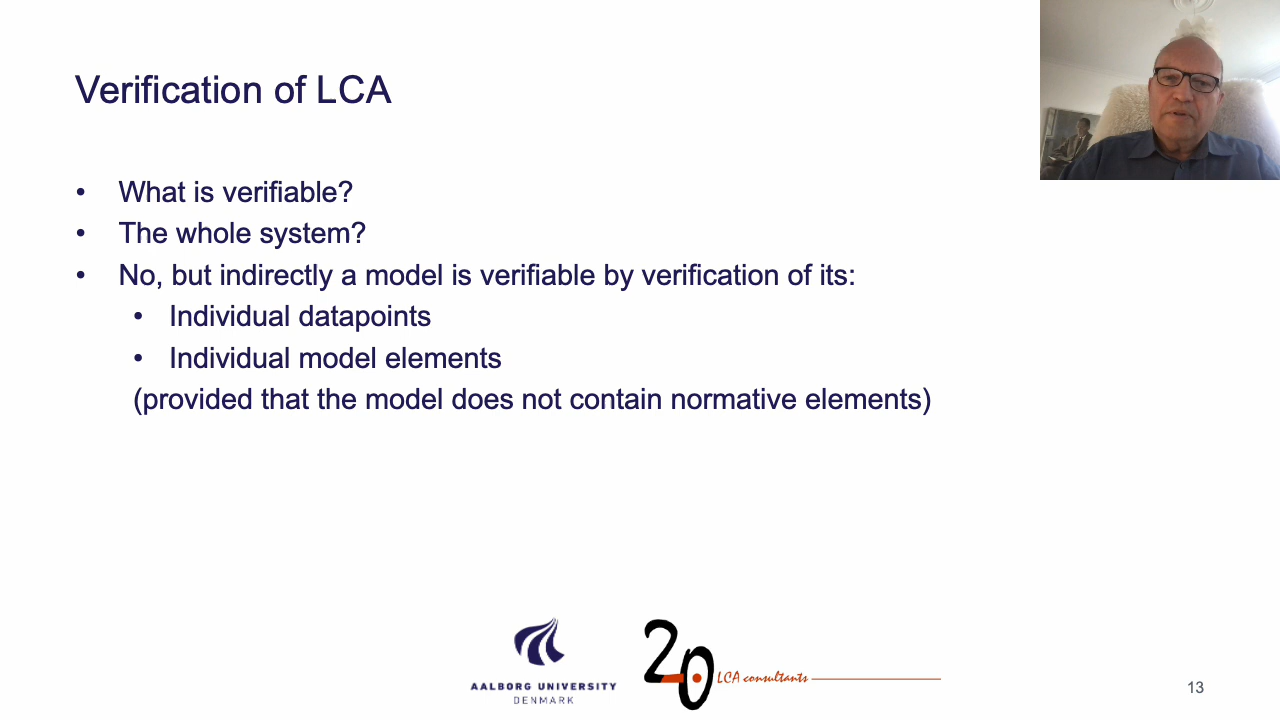 Verification of LCA
• What is verifiable?
• The whole system?
• No, but indirectly a model is verifiable by verification of its:
• Individual datapoints
• Individual model elements
(provided that the model does not contain normative elements)
AALBORG UNIVERSITY
DENMARK
2.0
LCA consultants
13